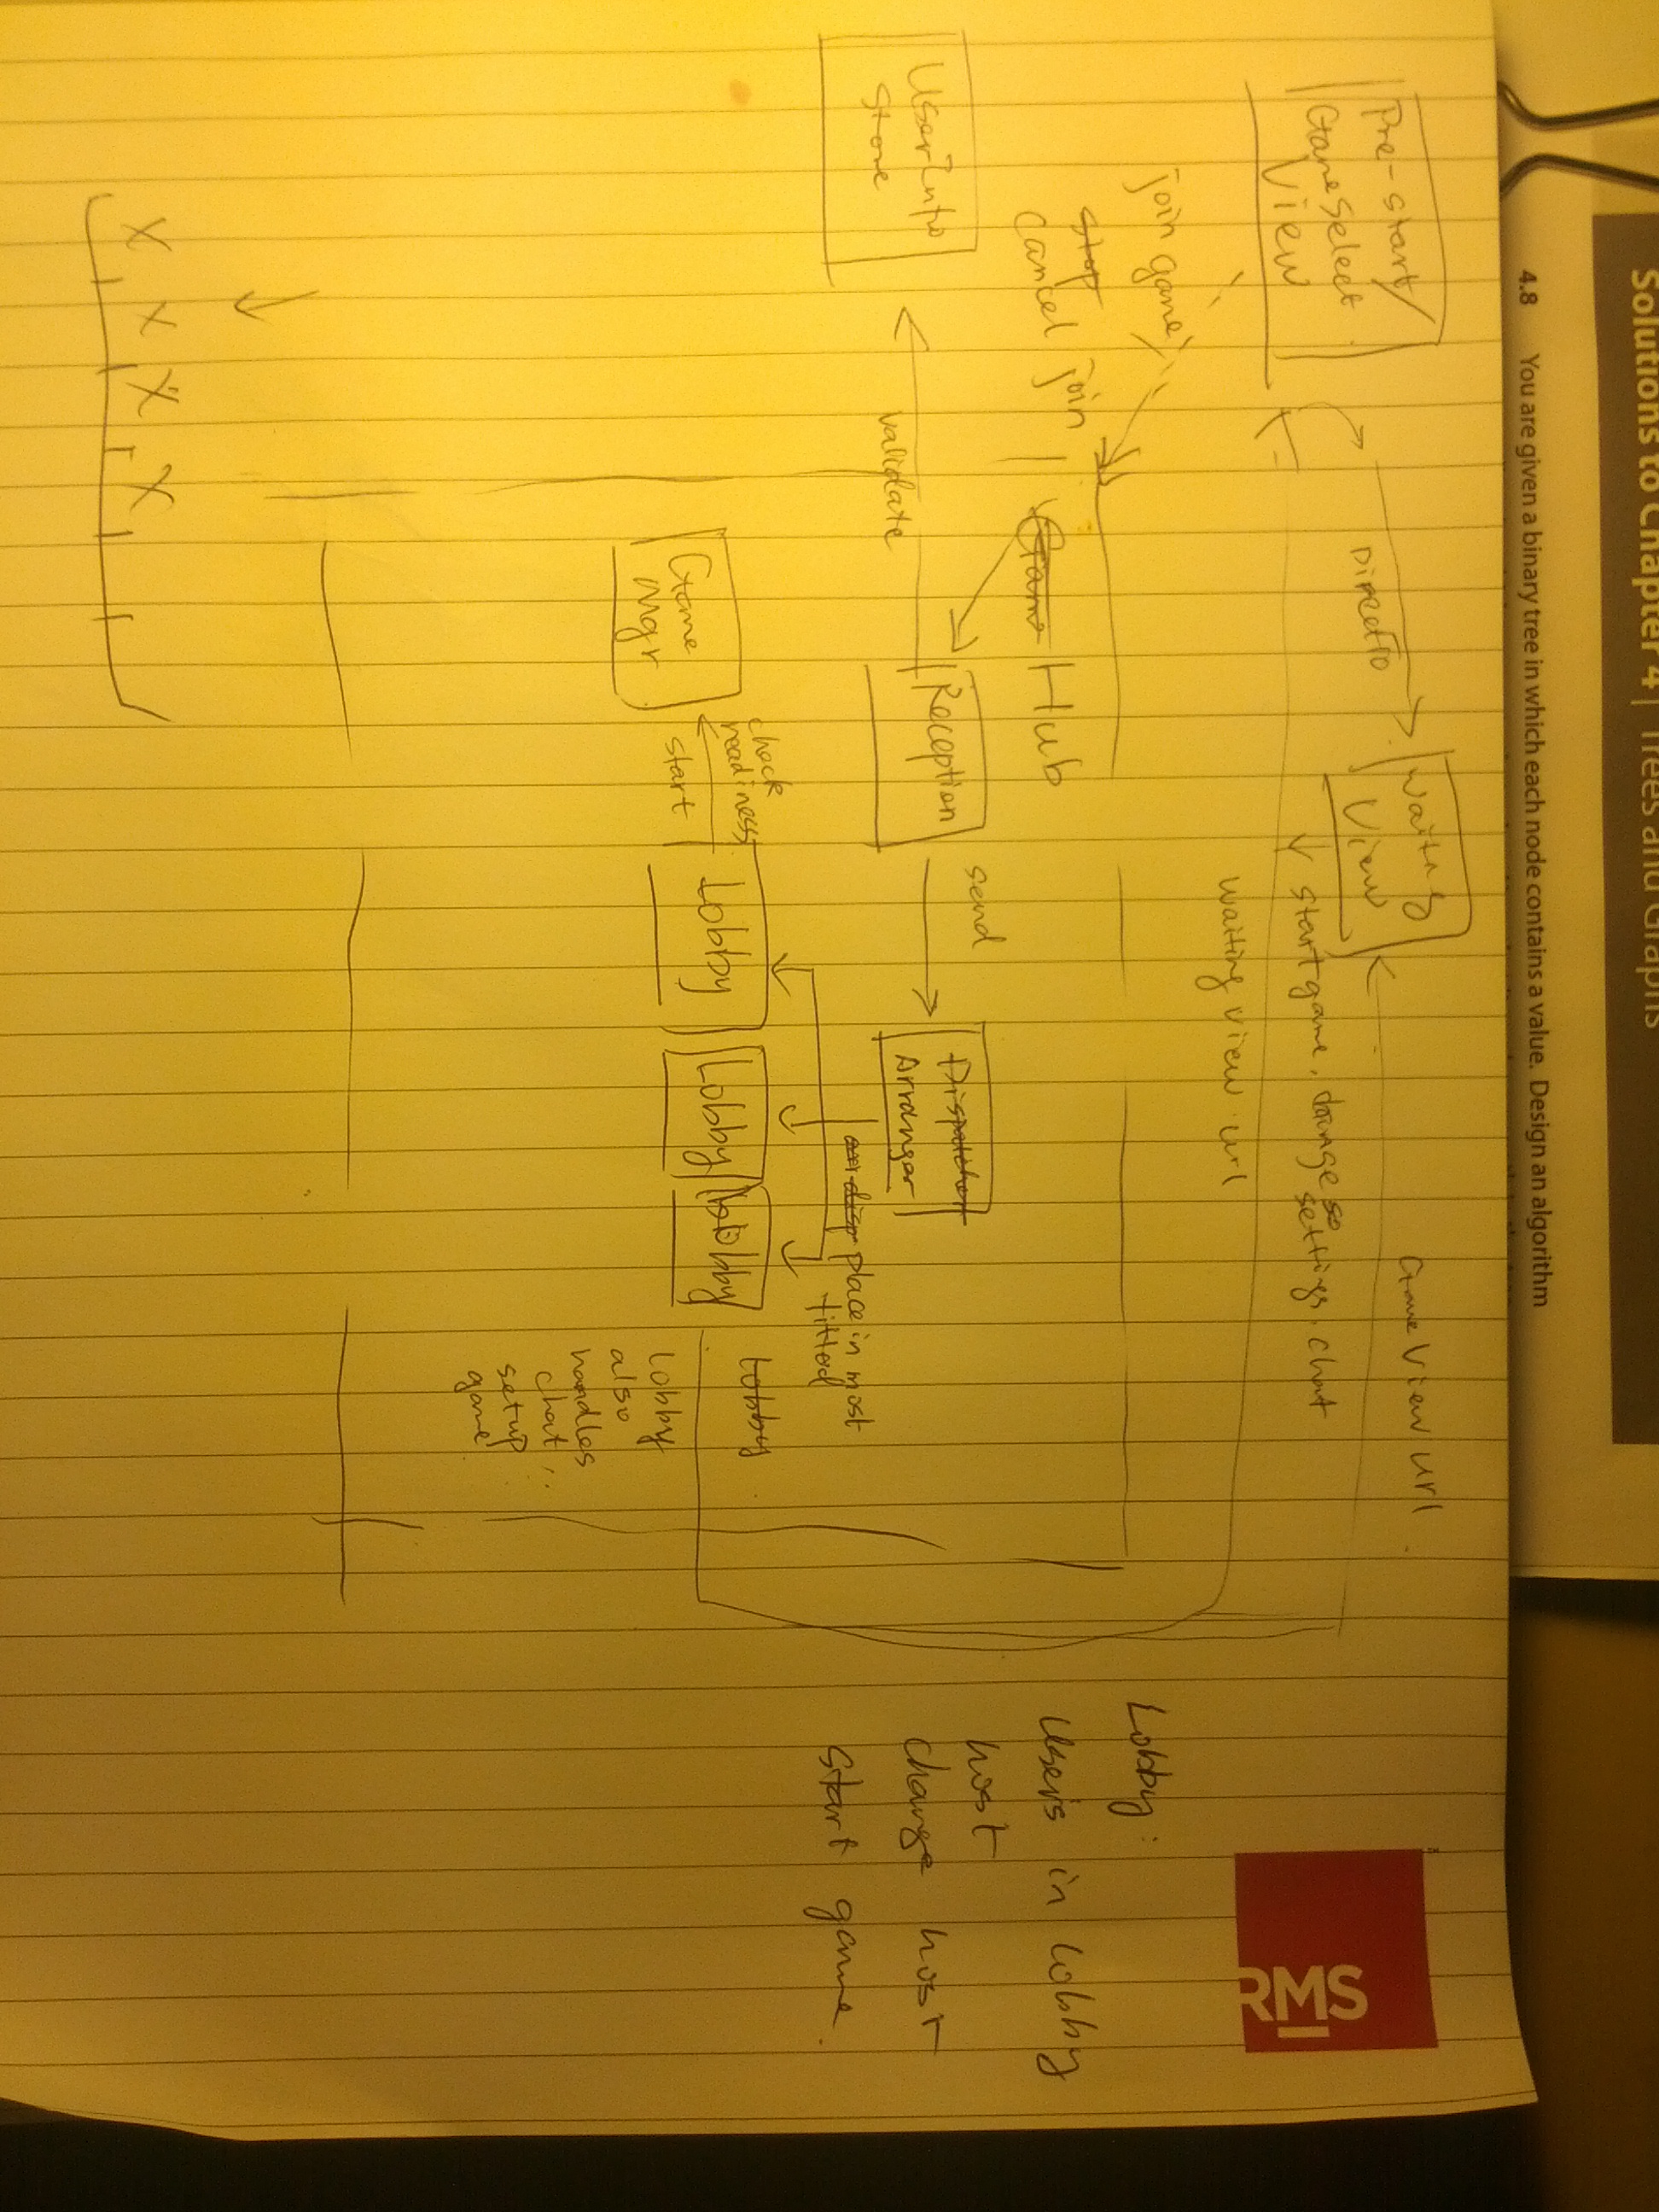 Solutions to Chapter 4 | Trees and Graphs
4.8 You are given a binary tree in which each node contains a value. Design an algorithm
RMS
Pre-start/
GameSelect
View
Direct to
Waiting
View
Game View url
start game, change
settings, chat
waiting view url
join game
stop
cancel join
Game Hub
UserInfo
store
validate
Reception
send
Dispatcher
Arranger
place in most
fitted
Game
Mgr
check
readiness
start
Lobby
Lobby
Lobby
Lobby
Lobby
also
handles
chat,
setup
game
X X X X
Lobby:
Users in lobby
host
change host
start game.